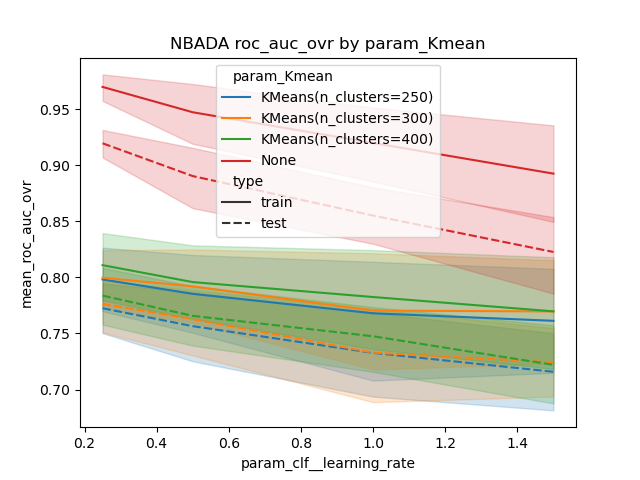 NBADA roc_auc_ovr by param_Kmean
param_Kmean
KMeans(n_clusters=250)
KMeans(n_clusters=300)
KMeans(n_clusters=400)
None
type
train
test
mean_roc_auc_ovr
0.95
0.90
0.85
0.80
0.75
0.70
0.2 0.4 0.6 0.8 1.0 1.2 1.4
param_clf__learning_rate